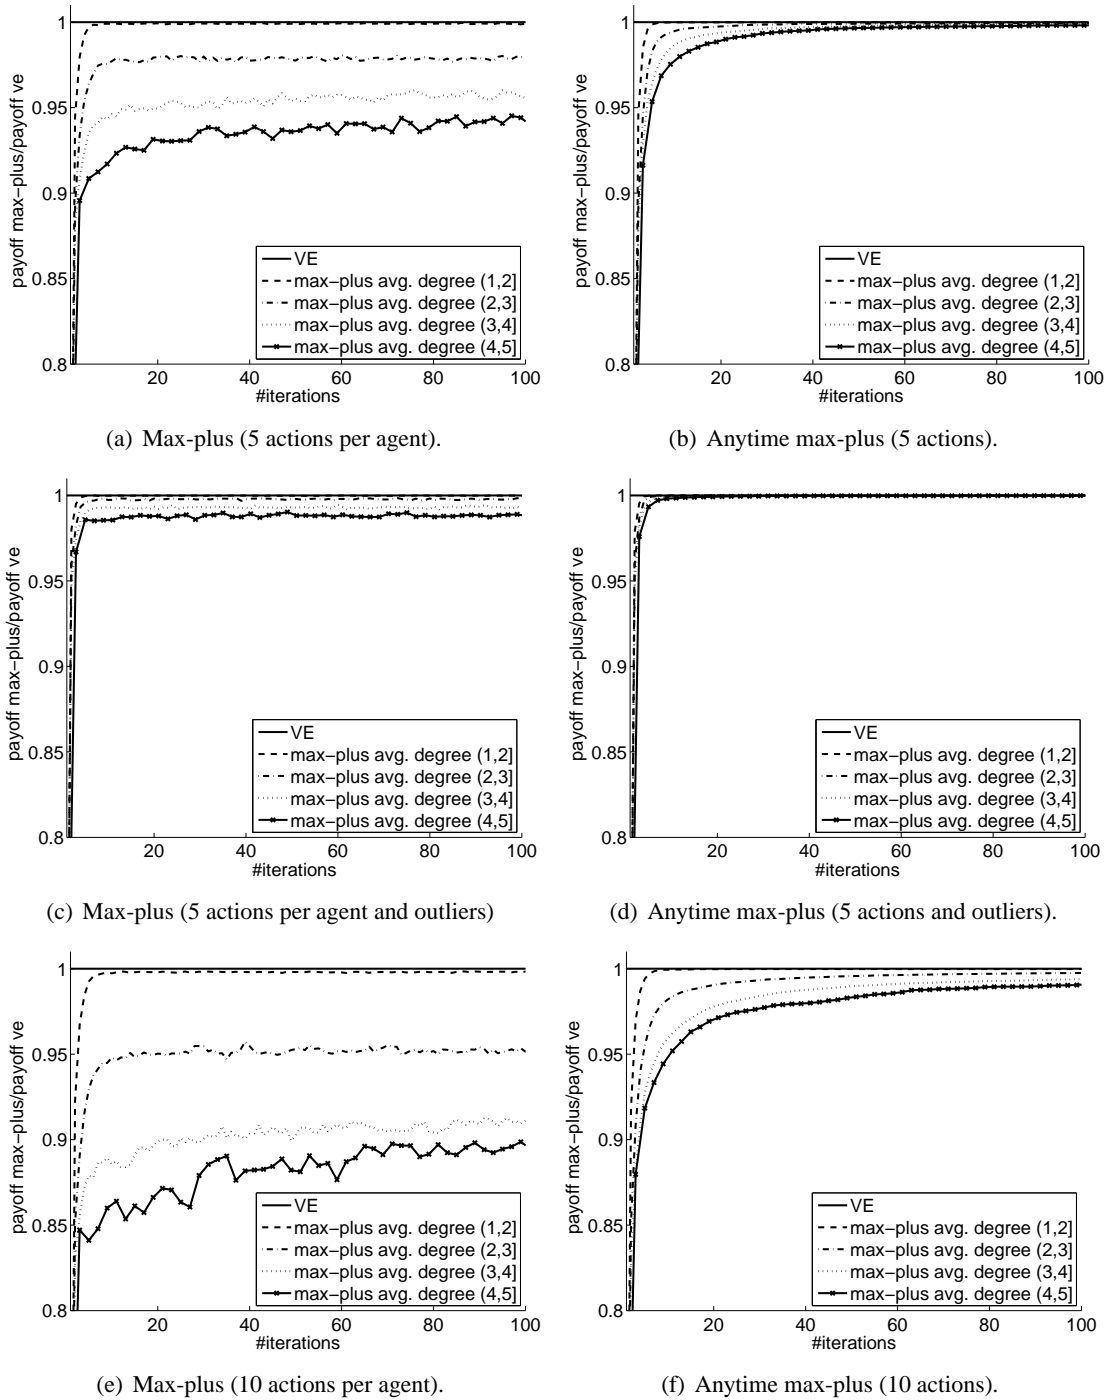 1
0.95
0.9
0.85
0.8
payoff max-plus/payoff ve
VE
max-plus avg. degree (1,2]
max-plus avg. degree (2,3]
max-plus avg. degree (3,4]
max-plus avg. degree (4,5]
20 40 60 80 100
#iterations
(a) Max-plus (5 actions per agent).
1
0.95
0.9
0.85
0.8
payoff max-plus/payoff ve
VE
max-plus avg. degree (1,2]
max-plus avg. degree (2,3]
max-plus avg. degree (3,4]
max-plus avg. degree (4,5]
20 40 60 80 100
#iterations
(b) Anytime max-plus (5 actions).
1
0.95
0.9
0.85
0.8
payoff max-plus/payoff ve
VE
max-plus avg. degree (1,2]
max-plus avg. degree (2,3]
max-plus avg. degree (3,4]
max-plus avg. degree (4,5]
20 40 60 80 100
#iterations
(c) Max-plus (5 actions per agent and outliers)
1
0.95
0.9
0.85
0.8
payoff max-plus/payoff ve
VE
max-plus avg. degree (1,2]
max-plus avg. degree (2,3]
max-plus avg. degree (3,4]
max-plus avg. degree (4,5]
20 40 60 80 100
#iterations
(d) Anytime max-plus (5 actions and outliers).
1
0.95
0.9
0.85
0.8
payoff max-plus/payoff ve
VE
max-plus avg. degree (1,2]
max-plus avg. degree (2,3]
max-plus avg. degree (3,4]
max-plus avg. degree (4,5]
20 40 60 80 100
#iterations
(e) Max-plus (10 actions per agent).
1
0.95
0.9
0.85
0.8
payoff max-plus/payoff ve
VE
max-plus avg. degree (1,2]
max-plus avg. degree (2,3]
max-plus avg. degree (3,4]
max-plus avg. degree (4,5]
20 40 60 80 100
#iterations
(f) Anytime max-plus (10 actions).